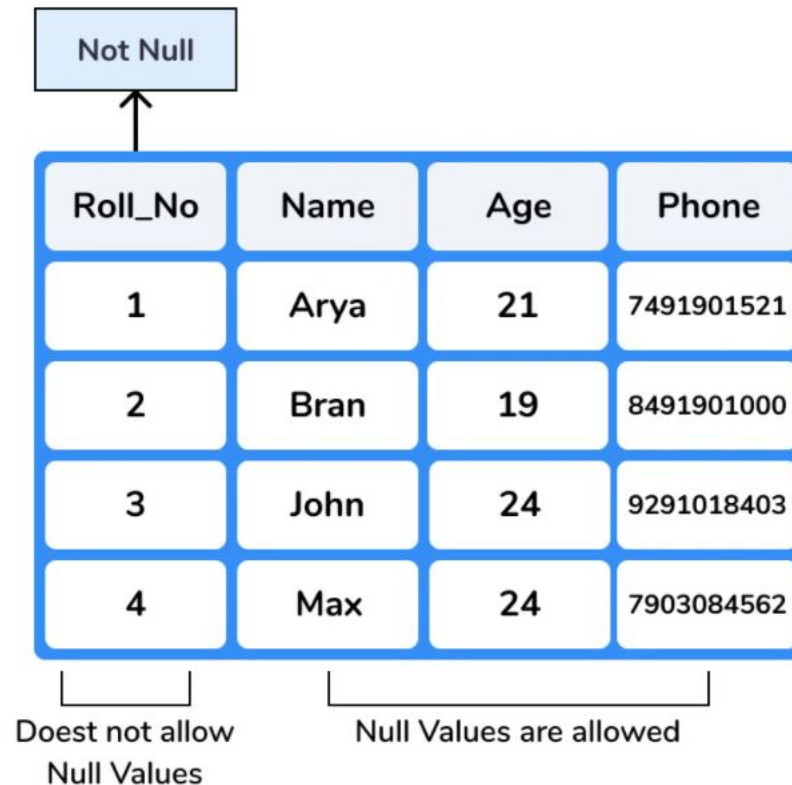 Not Null
Roll_No Name Age Phone
1 Arya 21 7491901521
2 Bran 19 8491901000
3 John 24 9291018403
4 Max 24 7903084562
Doest not allow
Null Values
Null Values are allowed